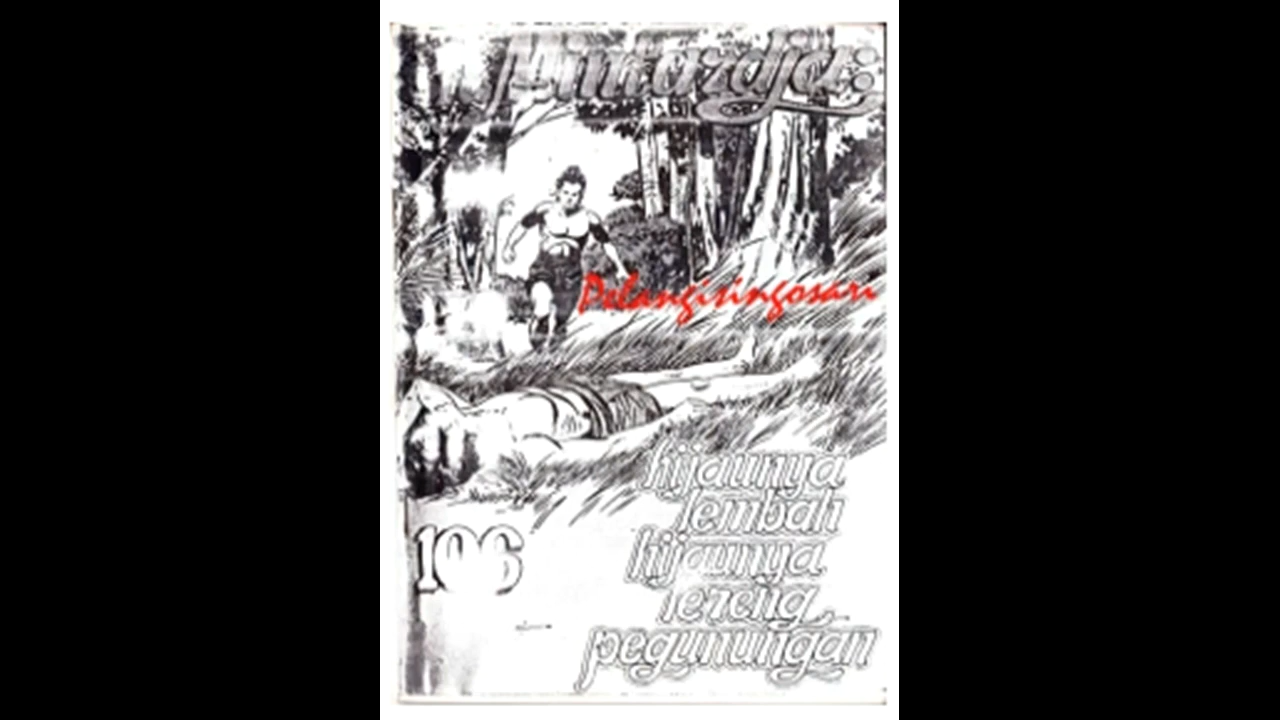 Mintardja:
Pelangisingosari
hijaunya
lembah
hijaunya
lereng
pegunungan
106